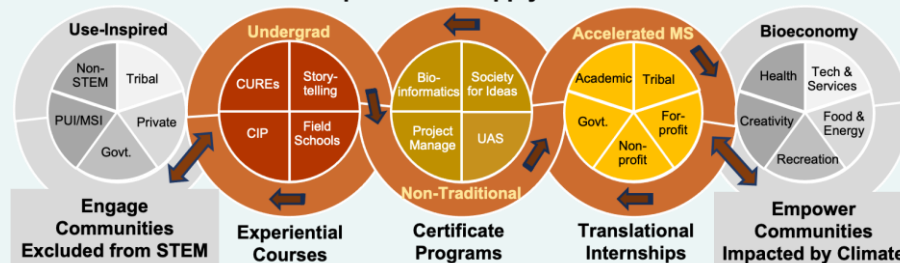 Use-Inspired
Non-
STEM
Tribal
PUI/MSI
Private
Govt.
Engage
Communities
Excluded from STEM
Undergrad
CUREs
Story-
telling
CIP
Field
Schools
Experiential
Courses
Bio-
informatics
Society
for Ideas
Project
Manage
UAS
Non-Traditional
Certificate
Programs
Accelerated MS
Academic
Tribal
Govt.
For-
profit
Non-
profit
Translational
Internships
Bioeconomy
Health
Tech &
Services
Creativity
Food &
Energy
Recreation
Empower
Communities
Impacted by Climate